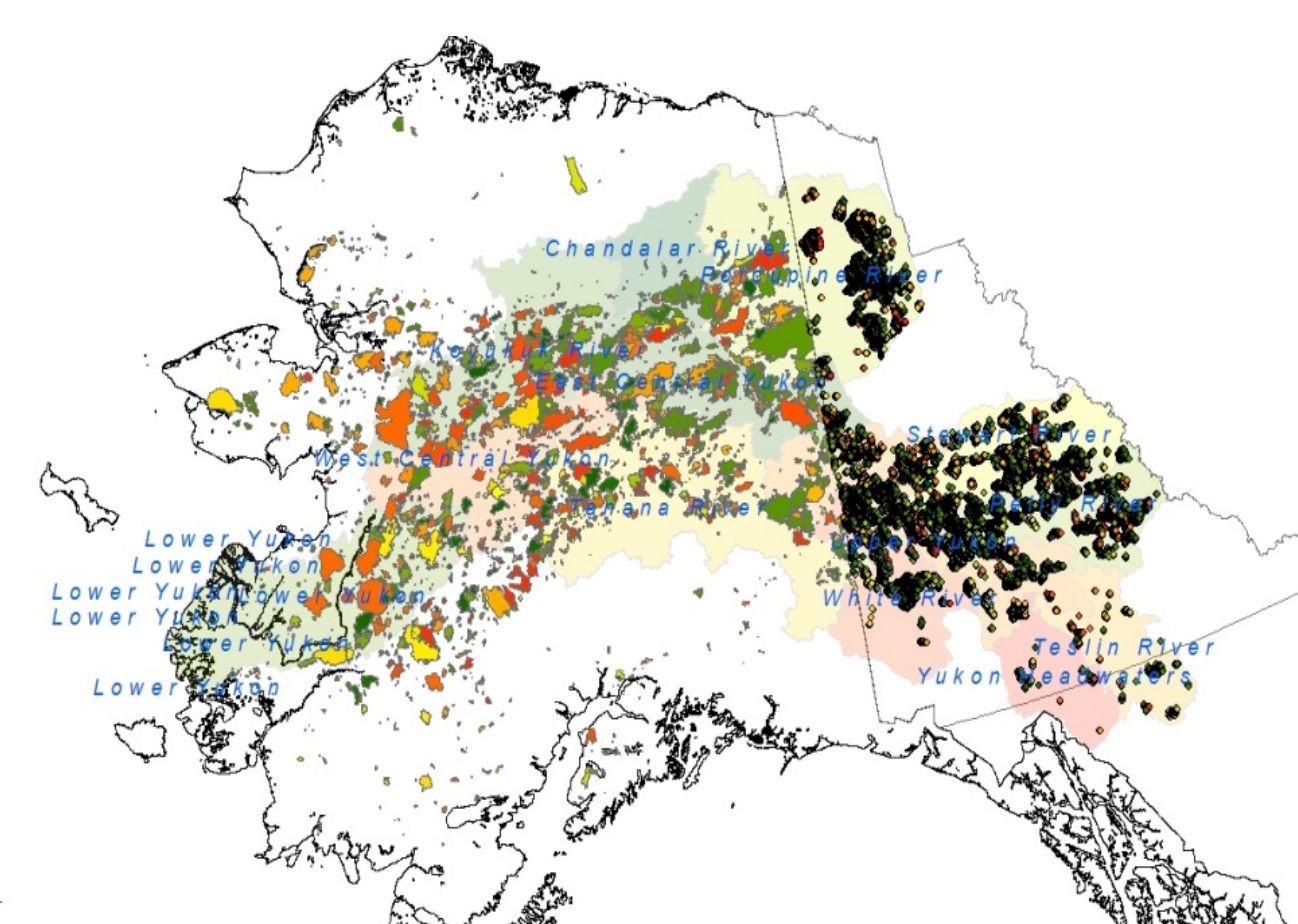 Chandalar River
Porcupine River
Koyukuk River
East Central Yukon
Stewart River
West Central Yukon
Pelly River
Tanana River
Lower Yukon
Upper Yukon
Lower Yukon
Lower Yukon
Lower Yukon
White River
Lower Yukon
Lower Yukon
Teslin River
Yukon Headwaters
Lower Yukon